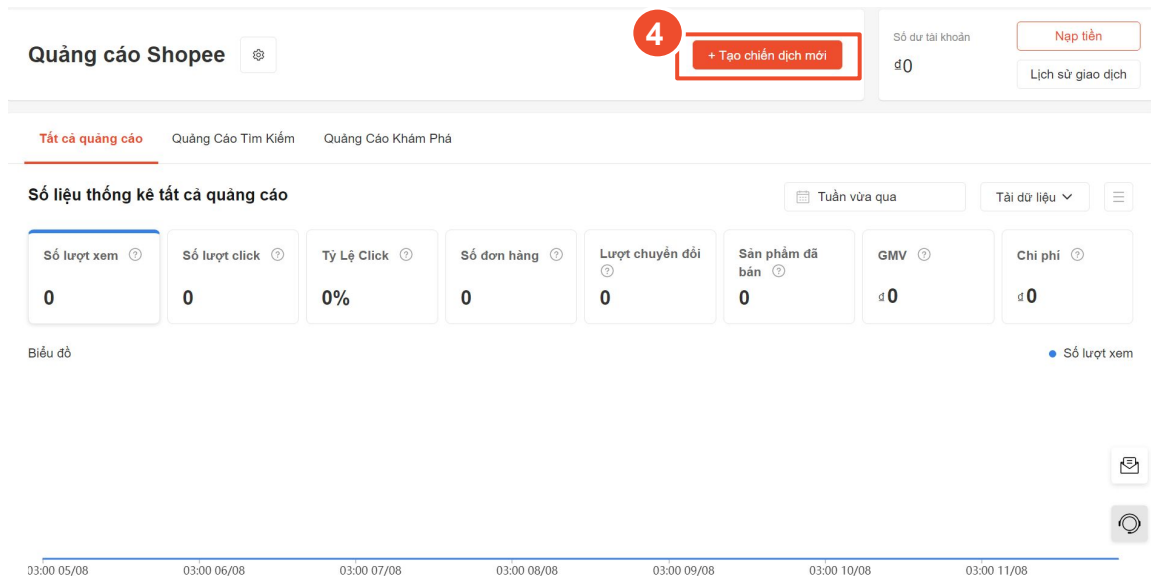 Quảng cáo Shopee
4
+ Tạo chiến dịch mới
Số dư tài khoản
₫0
Nạp tiền
Lịch sử giao dịch
Tất cả quảng cáo
Quảng Cáo Tìm Kiếm
Quảng Cáo Khám Phá
Số liệu thống kê tất cả quảng cáo
Tuần vừa qua
Tải dữ liệu
Số lượt xem ?
0
Số lượt click ?
0
Tỷ Lệ Click ?
0%
Số đơn hàng ?
0
Lượt chuyển đổi
?
0
Sản phẩm đã
bán ?
0
GMV ?
₫0
Chi phí ?
₫0
Biểu đồ
Số lượt xem
03:00 05/08
03:00 06/08
03:00 07/08
03:00 08/08
03:00 09/08
03:00 10/08
03:00 11/08